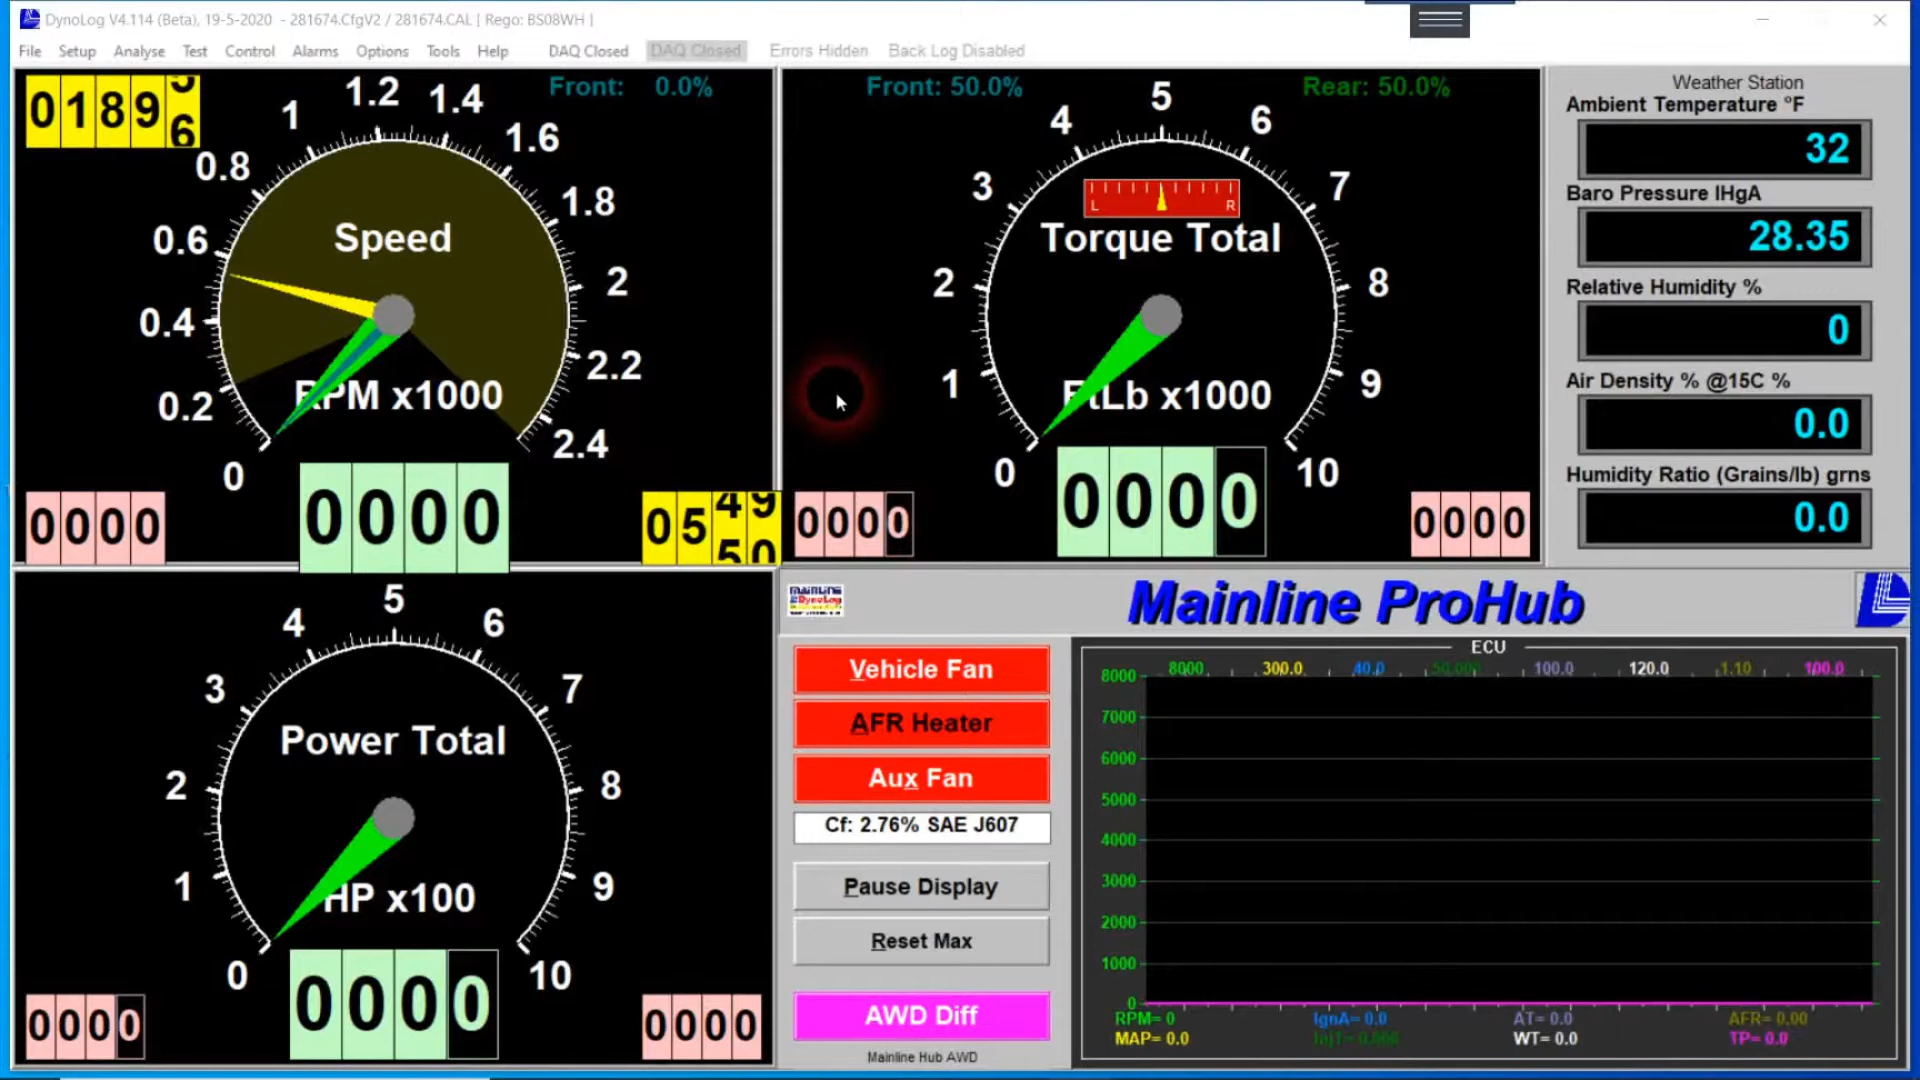 DynoLog V4.114 (Beta), 19-5-2020 - 281674.CfgV2 / 281674.CAL [ Rego: BS08WH ]
File Setup Analyse Test Control Alarms Options Tools Help DAQ Closed DAQ Closed Errors Hidden Back Log Disabled
Front: 0.0%
0189
6
0 0.2 0.4 0.6 0.8 1 1.2 1.4 1.6 1.8 2 2.2 2.4
Speed
RPM x1000
0000
0000
05
Front: 50.0% Rear: 50.0%
0 1 2 3 4 5 6 7 8 9 10
L R
Torque Total
FtLb x1000
0000
0000
0000
Weather Station
Ambient Temperature °F
32
Baro Pressure IHgA
28.35
Relative Humidity %
0
Air Density % @15C %
0.0
Humidity Ratio (Grains/lb) grns
0.0
0 1 2 3 4 5 6 7 8 9 10
Power Total
HP x100
0000
0000
0000
MAINLINE
DynoLog
Mainline ProHub
Vehicle Fan
AFR Heater
Aux Fan
Cf: 2.76% SAE J607
Pause Display
Reset Max
AWD Diff
Mainline Hub AWD
ECU
8000 300.0 40.0 50.000 100.0 120.0 1.10 100.0
8000
7000
6000
5000
4000
3000
2000
1000
0
RPM= 0 IgnA= 0.0 AT= 0.0 AFR= 0.00
MAP= 0.0 WT= 0.0 TP= 0.0